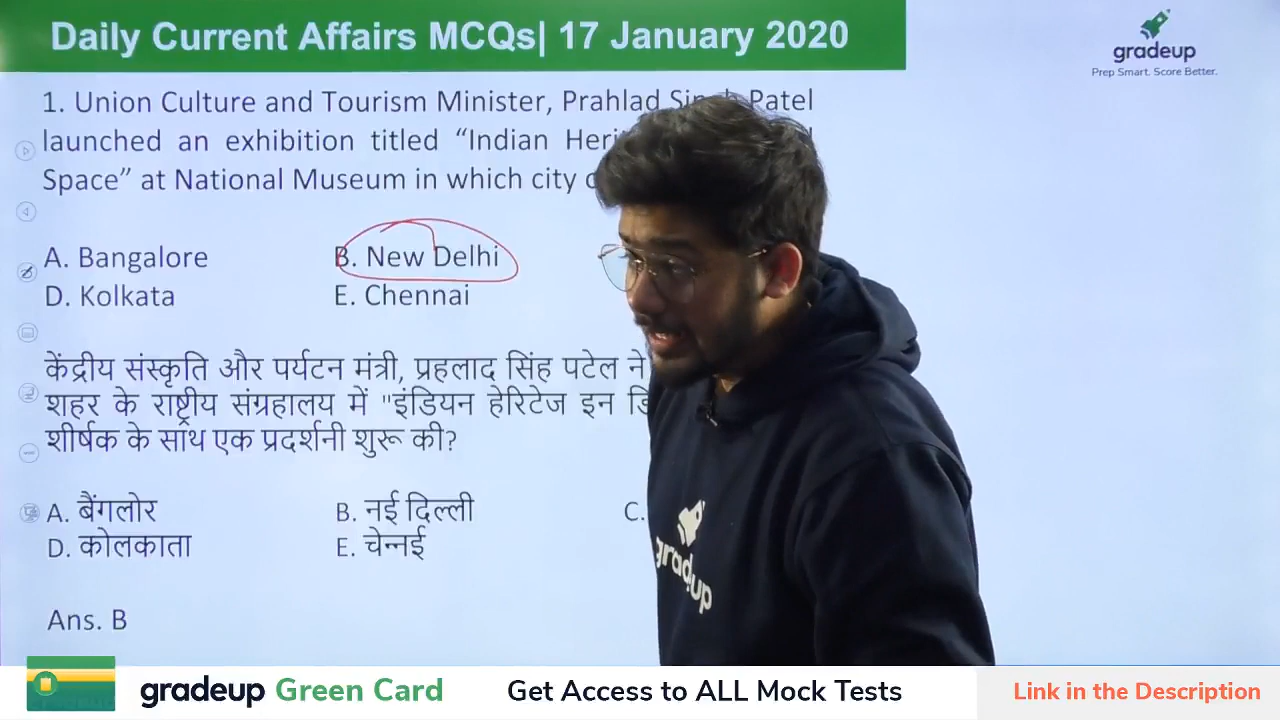 Daily Current Affairs MCQs| 17 January 2020
gradeup
Prep Smart. Score Better.
1. Union Culture and Tourism Minister, Prahlad Singh Patel
launched an exhibition titled “Indian
Space” at National Museum in which city
A. Bangalore B. New Delhi
D. Kolkata E. Chennai
केंद्रीय संस्कृति और पर्यटन मंत्री, प्रहलाद सिंह पटेल ने
शहर के राष्ट्रीय संग्रहालय में "इंडियन हेरिटेज इन
शीर्षक के साथ एक प्रदर्शनी शुरू की?
A. बैंगलोर B. नई दिल्ली C.
D. कोलकाता E. चेन्नई
Ans. B
gradeup
gradeup Green Card Get Access to ALL Mock Tests Link in the Description